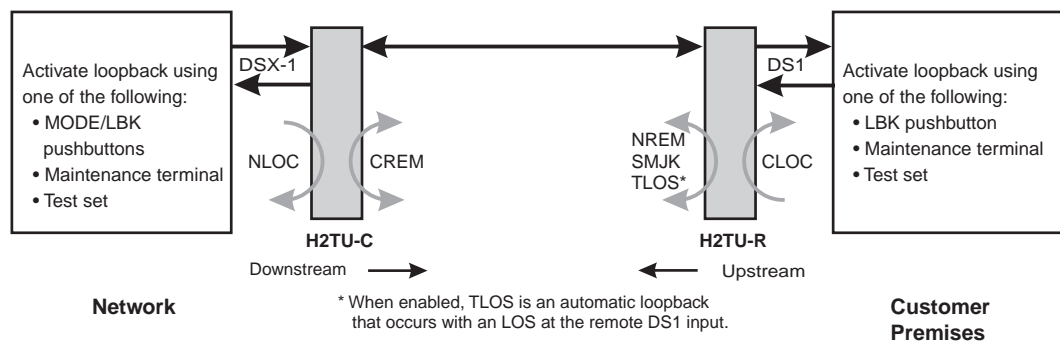 Activate loopback using
one of the following:
• MODE/LBK
pushbuttons
• Maintenance terminal
• Test set
DSX-1
NLOC
CREM
H2TU-C
NREM
SMJK
TLOS*
CLOC
H2TU-R
DS1
Activate loopback using
one of the following:
• LBK pushbutton
• Maintenance terminal
• Test set
Downstream
Upstream
Network
* When enabled, TLOS is an automatic loopback
that occurs with an LOS at the remote DS1 input.
Customer
Premises